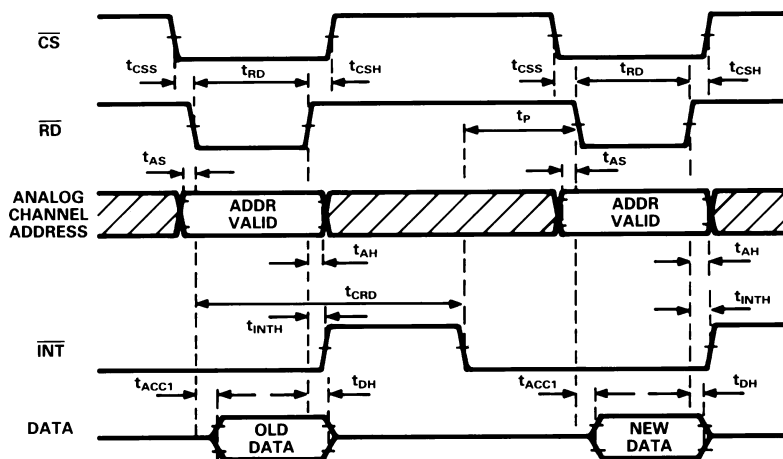 CS
tCSS tRD tCSH tCSS tRD tCSH
RD
tP
tAS tAS
ANALOG
CHANNEL
ADDRESS
ADDR
VALID
ADDR
VALID
tAH tAH
tCRD
tINTH tINTH
INT
tACC1 tDH tACC1 tDH
DATA
OLD
DATA
NEW
DATA